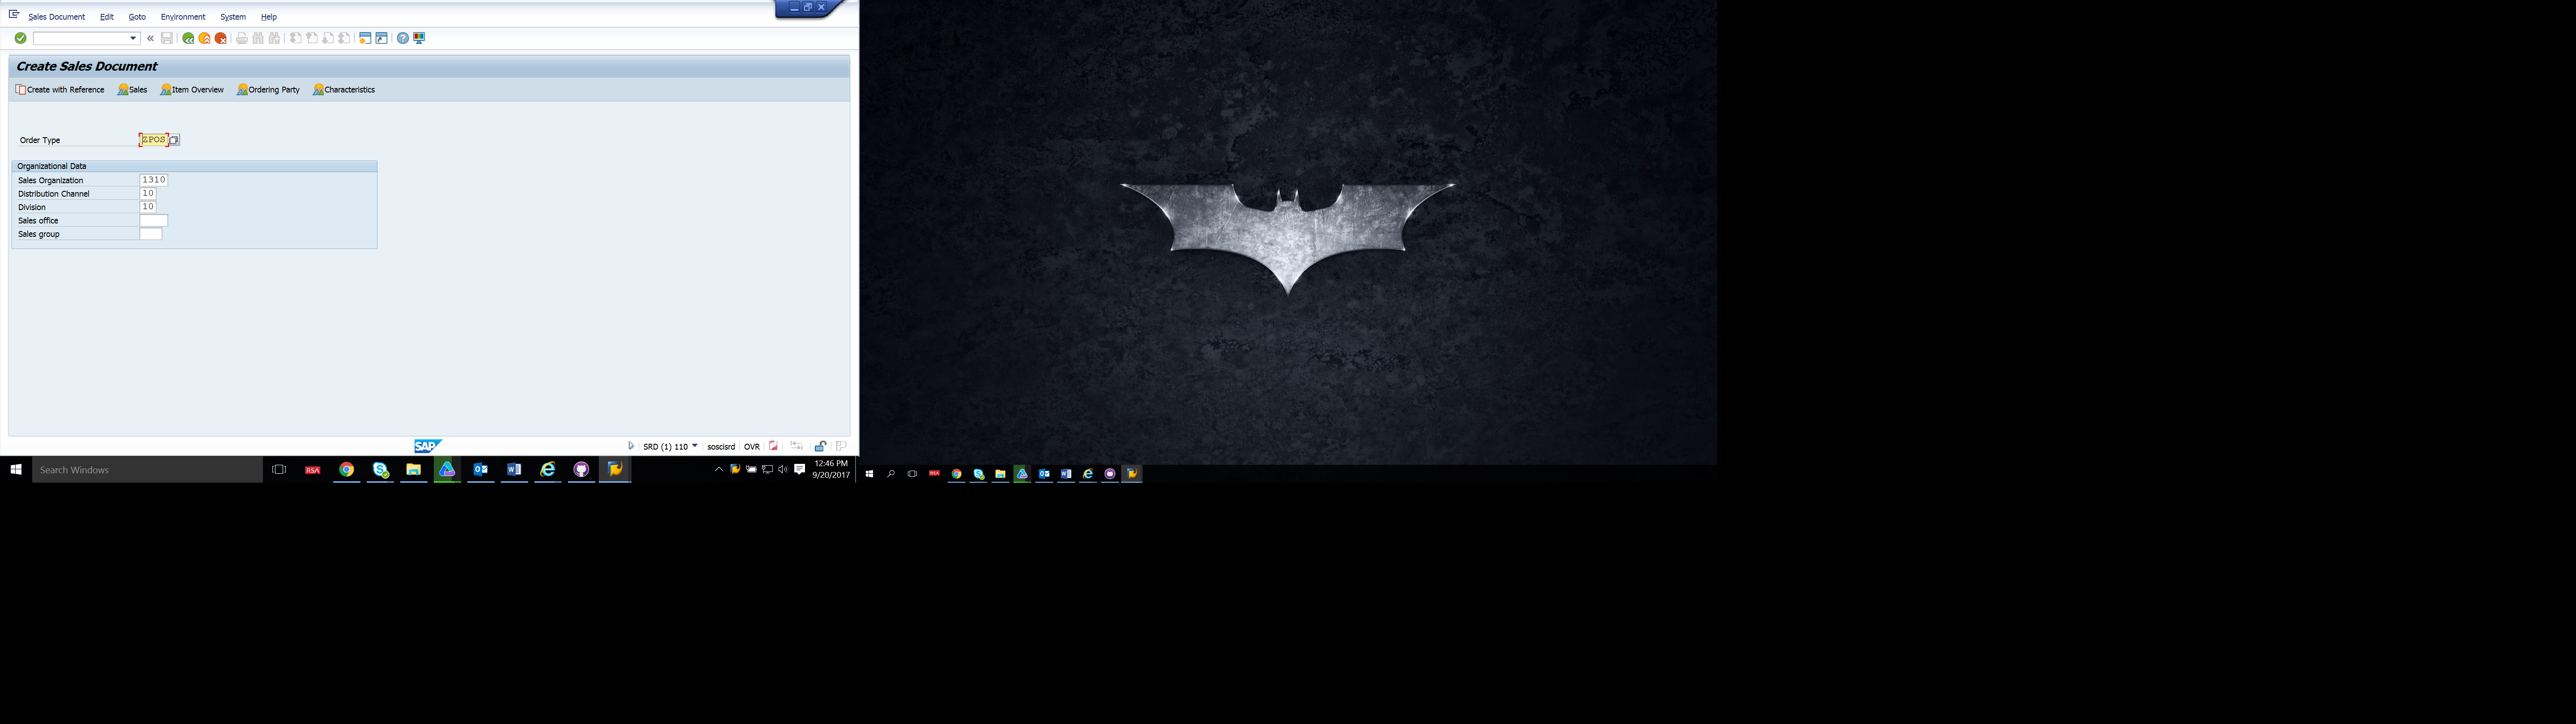 Sales Document Edit Goto Environment System Help
Create Sales Document
Create with Reference Sales Item Overview Ordering Party Characteristics
Order Type ZPOS
Organizational Data
Sales Organization 1310
Distribution Channel 10
Division 10
Sales office
Sales group
SAP SRD (1) 110 soscisrd OVR
Search Windows RSA 12:46 PM
9/20/2017
RSA